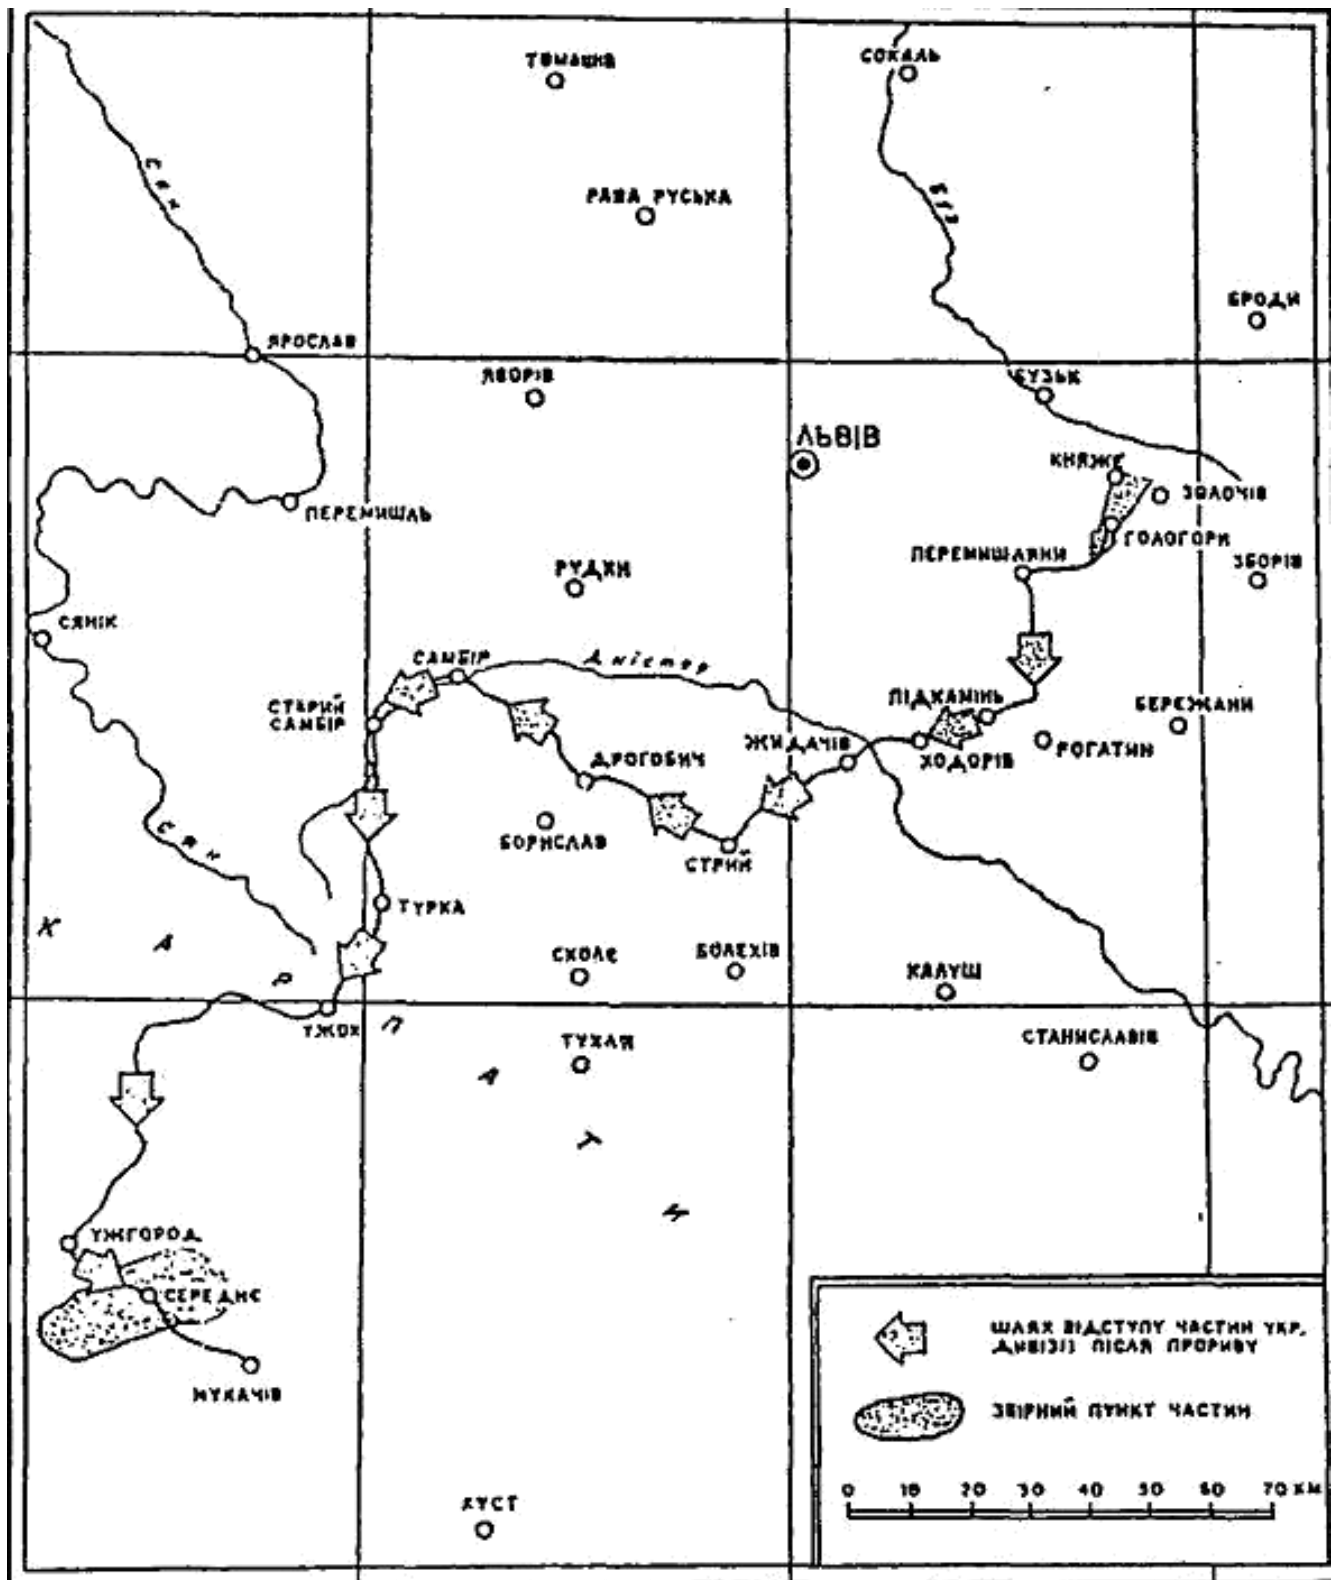 ТОМАШІВ
СОКАЛЬ
Сян
РАВА РУСЬКА
БУГ
БРОДИ
ЯРОСЛАВ
ЯВОРІВ
БУЗЬК
ЛЬВІВ
КНЯЖЕ
ЗОЛОЧІВ
ПЕРЕМИШЛЬ
ГОЛОГОРИ
ПЕРЕМИШЛЯНИ
ЗБОРІВ
РУДКИ
СЯНІК
САМБІР
Дністер
СТАРИЙ
САМБІР
ПІДКАМІНЬ
БЕРЕЖАНИ
ЖИДАЧІВ
ХОДОРІВ
РОГАТИН
ДРОГОБИЧ
БОРИСЛАВ
СТРИЙ
Сян
ТУРКА
КАРПАТИ
СКОЛЄ
БОЛЕХІВ
КАЛУШ
УЖОК
ТУХЛЯ
СТАНИСЛАВІВ
УЖГОРОД
СЕРЕДНЄ
МУКАЧІВ
ХУСТ
ШЛЯХ ВІДСТУПУ ЧАСТИН УКР.
ДИВІЗІЇ ПІСЛЯ ПРОРИВУ
ЗБІРНИЙ ПУНКТ ЧАСТИН
0 10 20 30 40 50 60 70 КМ